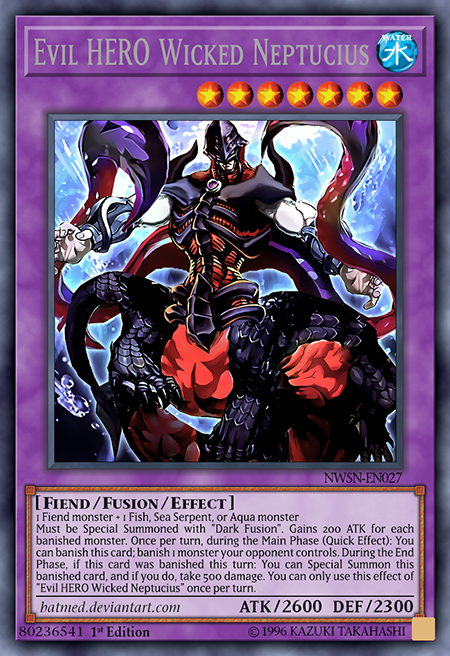 EVIL HERO WICKED NEPTUCIUS
WATER
水
NWSN-EN027
[FIEND/FUSION/EFFECT]
1 Fiend monster + 1 Fish, Sea Serpent, or Aqua monster
Must be Special Summoned with "Dark Fusion". Gains 200 ATK for each
banished monster. Once per turn, during the Main Phase (Quick Effect): You
can banish this card; banish 1 monster your opponent controls. During the End
Phase, if this card was banished this turn: You can Special Summon this
banished card, and if you do, take 500 damage. You can only use this effect of
"Evil HERO Wicked Neptucius" once per turn.
batmed.deviantart.com
ATK/2600 DEF/2300
80236541 1st Edition
© 1996 KAZUKI TAKAHASHI